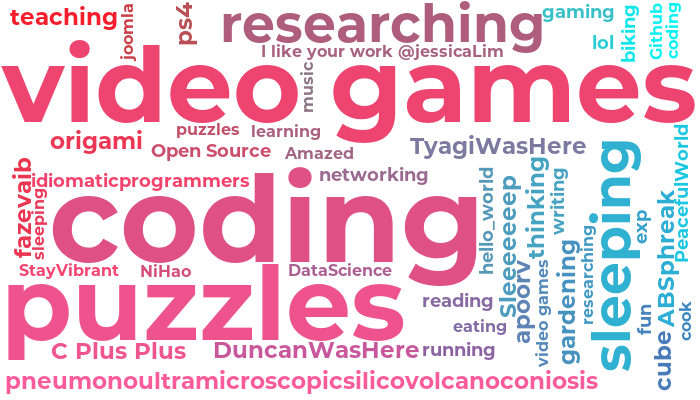 teaching
joomla
ps4
researching
gaming
biking
Github
coding
I like your work @jessicaLim
lol
video games
music
origami
puzzles
learning
Open Source
Amazed
TyagiWasHere
fazevaib
sleeping
idiomaticprogrammers
networking
coding
hello_world
Sleeeeeeep
thinking
writing
sleeping
exp
ABSphreak
PeacefulWorld
StayVibrant
NiHao
DataScience
puzzles
reading
apoorv
video games
gardening
researching
fun
cube
cook
eating
C Plus Plus
DuncanWasHere
running
pneumonoultramicroscopicsilicovolcanoconiosis